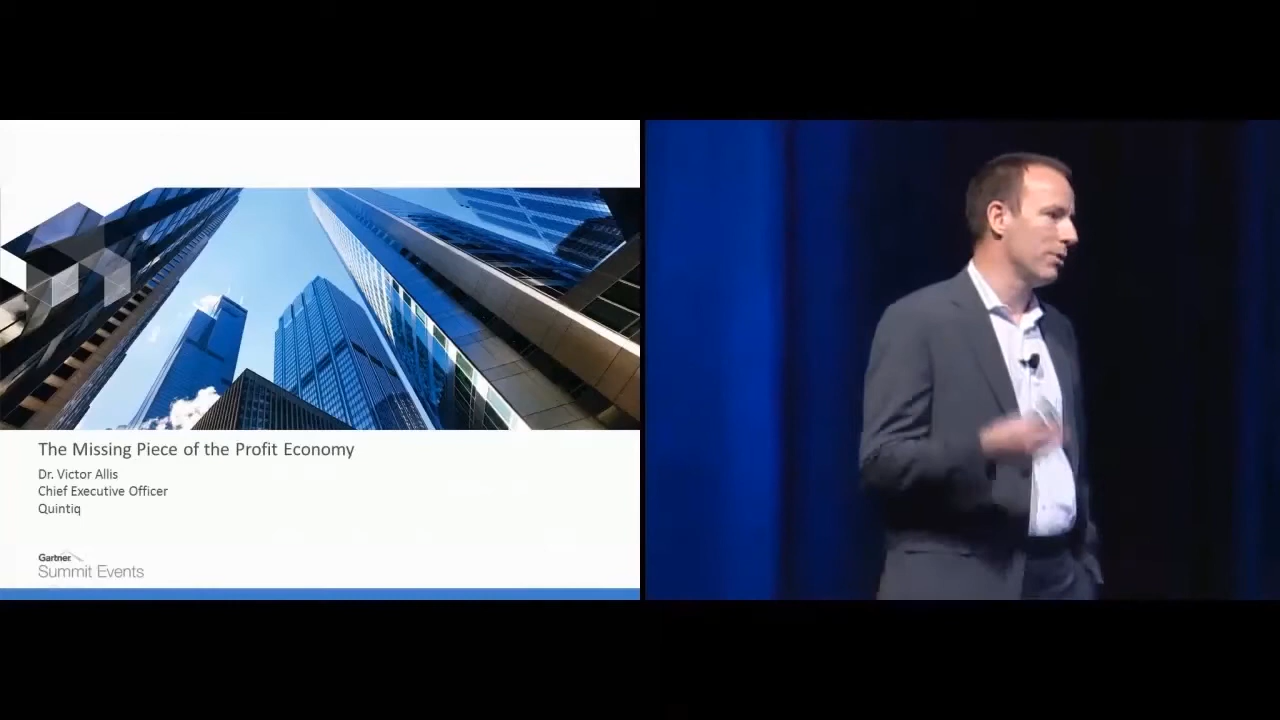 The Missing Piece of the Profit Economy
Dr. Victor Allis
Chief Executive Officer
Quintiq
Gartner
Summit Events